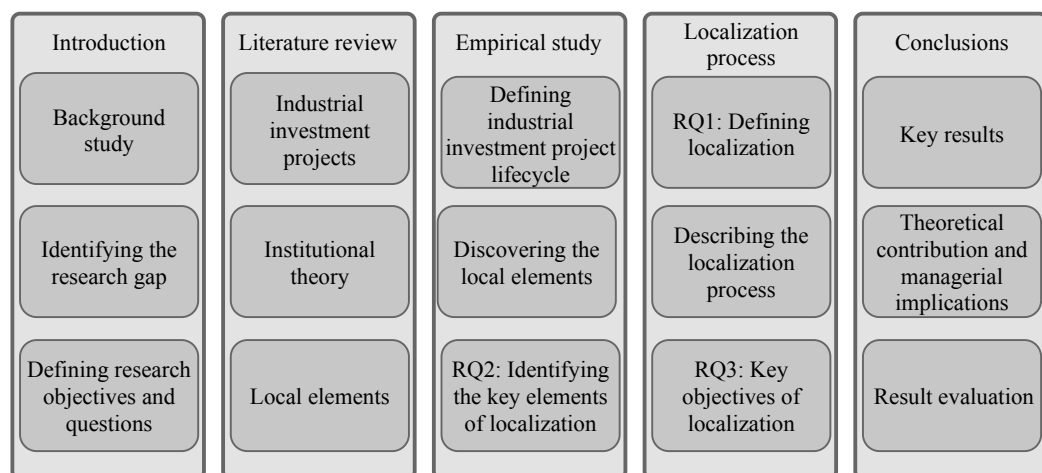 Introduction
Background
study
Identifying the
research gap
Defining research
objectives and
questions
Literature review
Industrial
investment
projects
Institutional
theory
Local elements
Empirical study
Defining
industrial
investment project
lifecycle
Discovering the
local elements
RQ2: Identifying
the key elements
of localization
Localization
process
RQ1: Defining
localization
Describing the
localization
process
RQ3: Key
objectives of
localization
Conclusions
Key results
Theoretical
contribution and
managerial
implications
Result evaluation